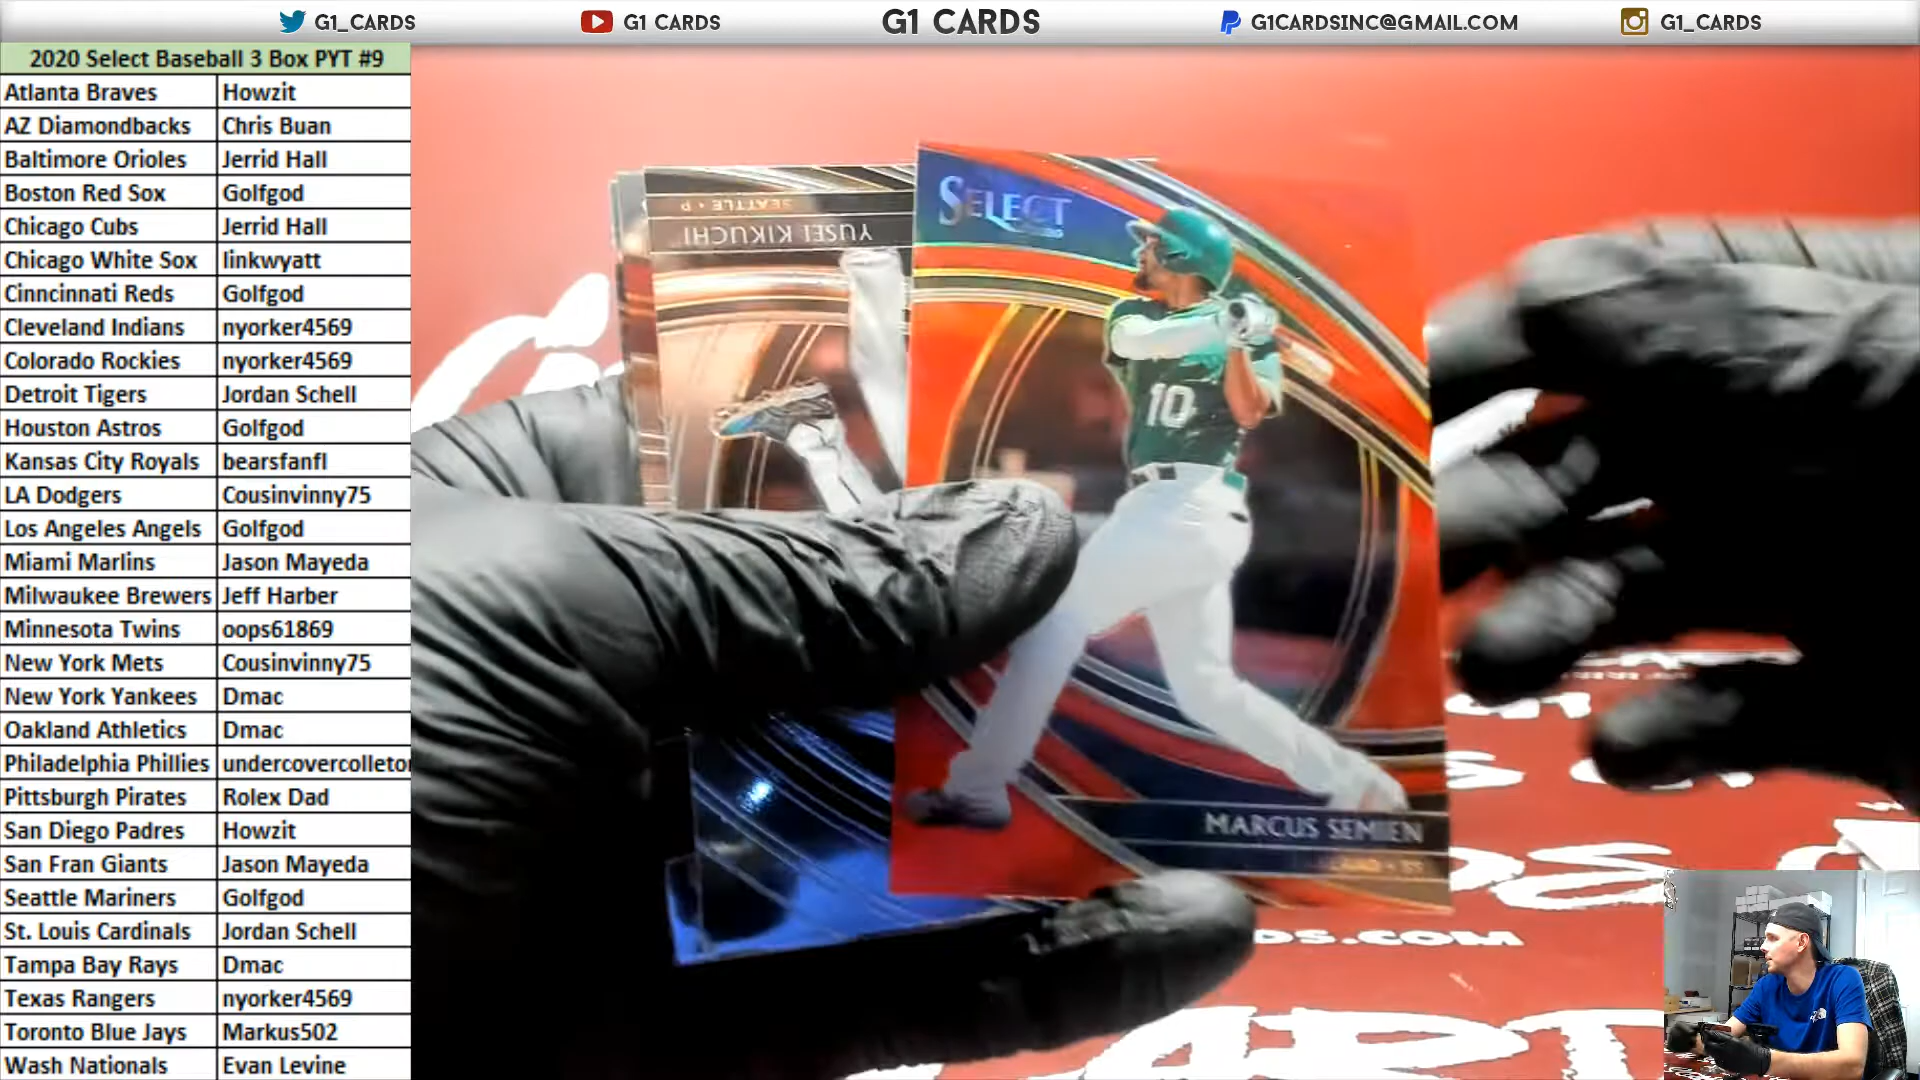 G1_CARDS
G1 CARDS
G1 CARDS
G1CARDSINC@GMAIL.COM
G1_CARDS
2020 Select Baseball 3 Box PYT #9
Atlanta Braves Howzit
AZ Diamondbacks Chris Buan
Baltimore Orioles Jerrid Hall
Boston Red Sox Golfgod
Chicago Cubs Jerrid Hall
Chicago White Sox linkwyatt
Cinncinnati Reds Golfgod
Cleveland Indians nyorker4569
Colorado Rockies nyorker4569
Detroit Tigers Jordan Schell
Houston Astros Golfgod
Kansas City Royals bearsfanfl
LA Dodgers Cousinvinny75
Los Angeles Angels Golfgod
Miami Marlins Jason Mayeda
Milwaukee Brewers Jeff Harber
Minnesota Twins oops61869
New York Mets Cousinvinny75
New York Yankees Dmac
Oakland Athletics Dmac
Philadelphia Phillies undercovercolletor
Pittsburgh Pirates Rolex Dad
San Diego Padres Howzit
San Fran Giants Jason Mayeda
Seattle Mariners Golfgod
St. Louis Cardinals Jordan Schell
Tampa Bay Rays Dmac
Texas Rangers nyorker4569
Toronto Blue Jays Markus502
Wash Nationals Evan Levine
SEATTLE • P
YUSEI KIKUCHI
SELECT
10
MARCUS SEMIEN
DS.COM